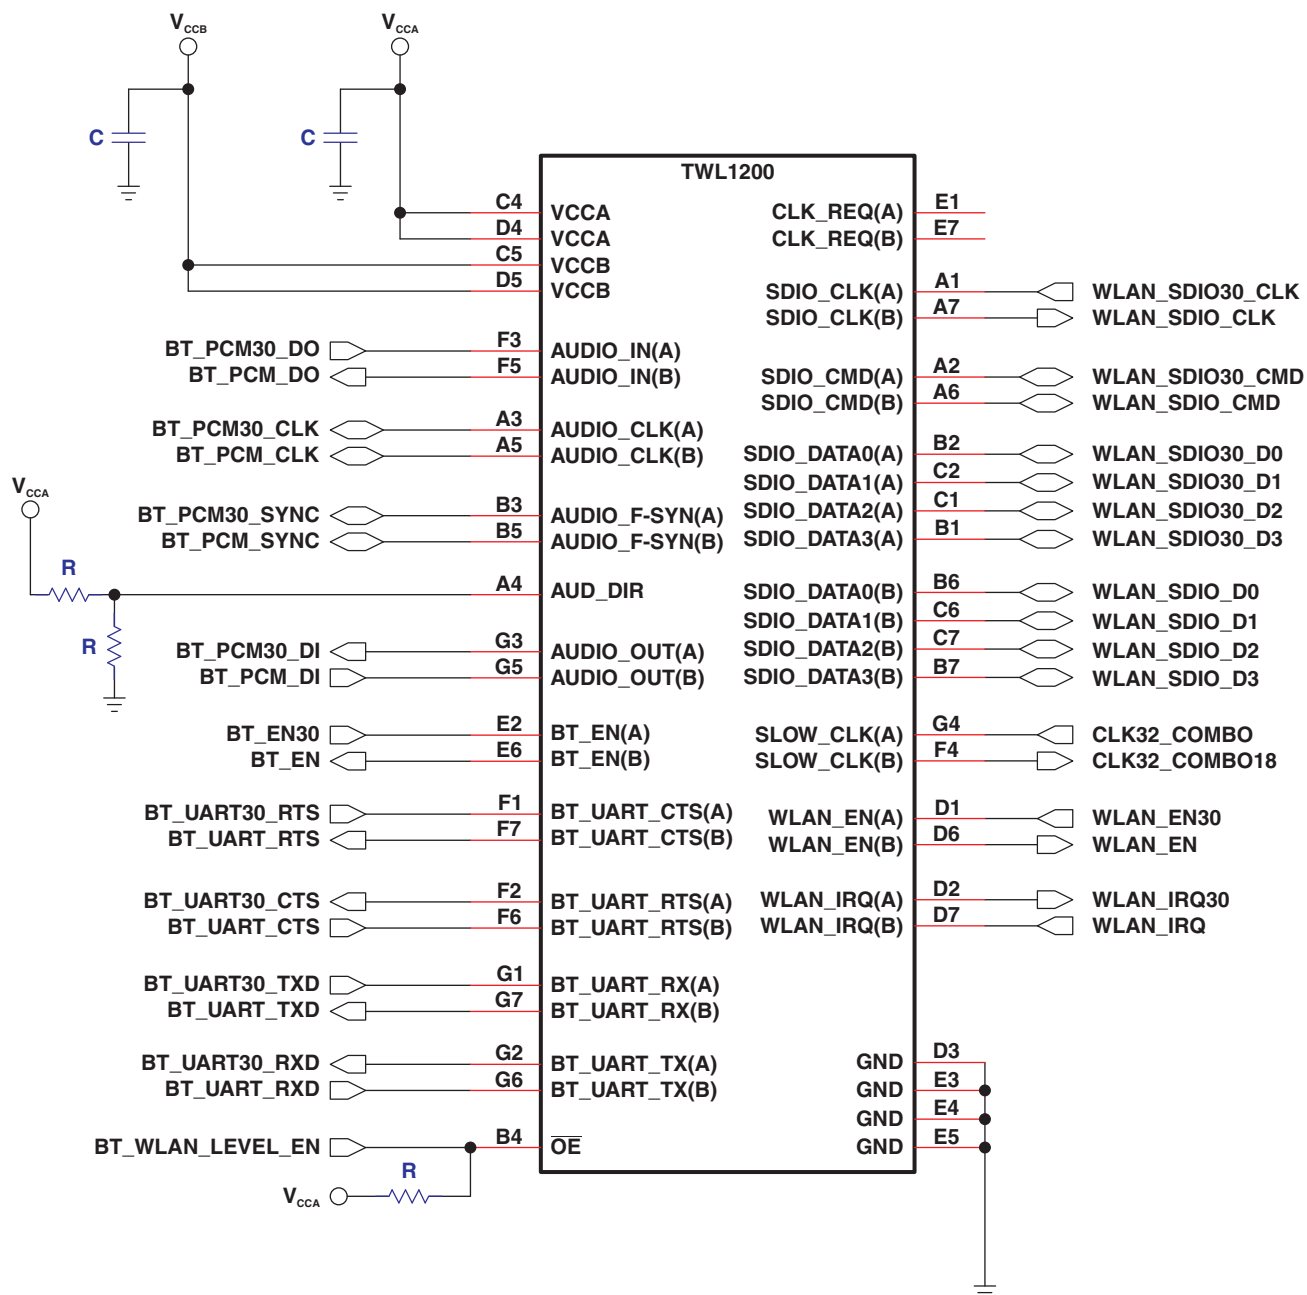 VCCB
VCCA
C
C
TWL1200
C4 VCCA
D4 VCCA
C5 VCCB
D5 VCCB
BT_PCM30_DO F3 AUDIO_IN(A)
BT_PCM_DO F5 AUDIO_IN(B)
BT_PCM30_CLK A3 AUDIO_CLK(A)
BT_PCM_CLK A5 AUDIO_CLK(B)
VCCA
BT_PCM30_SYNC B3 AUDIO_F-SYN(A)
BT_PCM_SYNC B5 AUDIO_F-SYN(B)
R
A4 AUD_DIR
R
BT_PCM30_DI G3 AUDIO_OUT(A)
BT_PCM_DI G5 AUDIO_OUT(B)
BT_EN30 E2 BT_EN(A)
BT_EN E6 BT_EN(B)
BT_UART30_RTS F1 BT_UART_CTS(A)
BT_UART_RTS F7 BT_UART_CTS(B)
BT_UART30_CTS F2 BT_UART_RTS(A)
BT_UART_CTS F6 BT_UART_RTS(B)
BT_UART30_TXD G1 BT_UART_RX(A)
BT_UART_TXD G7 BT_UART_RX(B)
BT_UART30_RXD G2 BT_UART_TX(A)
BT_UART_RXD G6 BT_UART_TX(B)
BT_WLAN_LEVEL_EN B4 OE
R
VCCA
CLK_REQ(A) E1
CLK_REQ(B) E7
SDIO_CLK(A) A1 WLAN_SDIO30_CLK
SDIO_CLK(B) A7 WLAN_SDIO_CLK
SDIO_CMD(A) A2 WLAN_SDIO30_CMD
SDIO_CMD(B) A6 WLAN_SDIO_CMD
SDIO_DATA0(A) B2 WLAN_SDIO30_D0
SDIO_DATA1(A) C2 WLAN_SDIO30_D1
SDIO_DATA2(A) C1 WLAN_SDIO30_D2
SDIO_DATA3(A) B1 WLAN_SDIO30_D3
SDIO_DATA0(B) B6 WLAN_SDIO_D0
SDIO_DATA1(B) C6 WLAN_SDIO_D1
SDIO_DATA2(B) C7 WLAN_SDIO_D2
SDIO_DATA3(B) B7 WLAN_SDIO_D3
SLOW_CLK(A) G4 CLK32_COMBO
SLOW_CLK(B) F4 CLK32_COMBO18
WLAN_EN(A) D1 WLAN_EN30
WLAN_EN(B) D6 WLAN_EN
WLAN_IRQ(A) D2 WLAN_IRQ30
WLAN_IRQ(B) D7 WLAN_IRQ
GND D3
GND E3
GND E4
GND E5